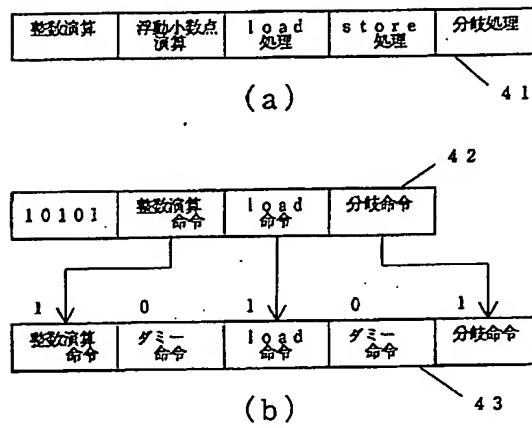 整数演算 浮動小数点演算 load処理 store処理 分岐処理
41
(a)
42
10101 整数演算命令 load命令 分岐命令
1 0 1 0 1
整数演算命令 ダミー命令 load命令 ダミー命令 分岐命令
43
(b)